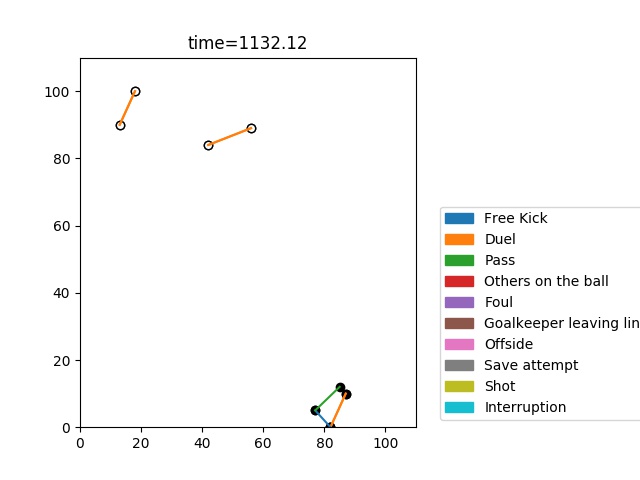 time=1132.12
100
80
60
40
20
0
0 20 40 60 80 100
Free Kick
Duel
Pass
Others on the ball
Foul
Goalkeeper leaving lin
Offside
Save attempt
Shot
Interruption